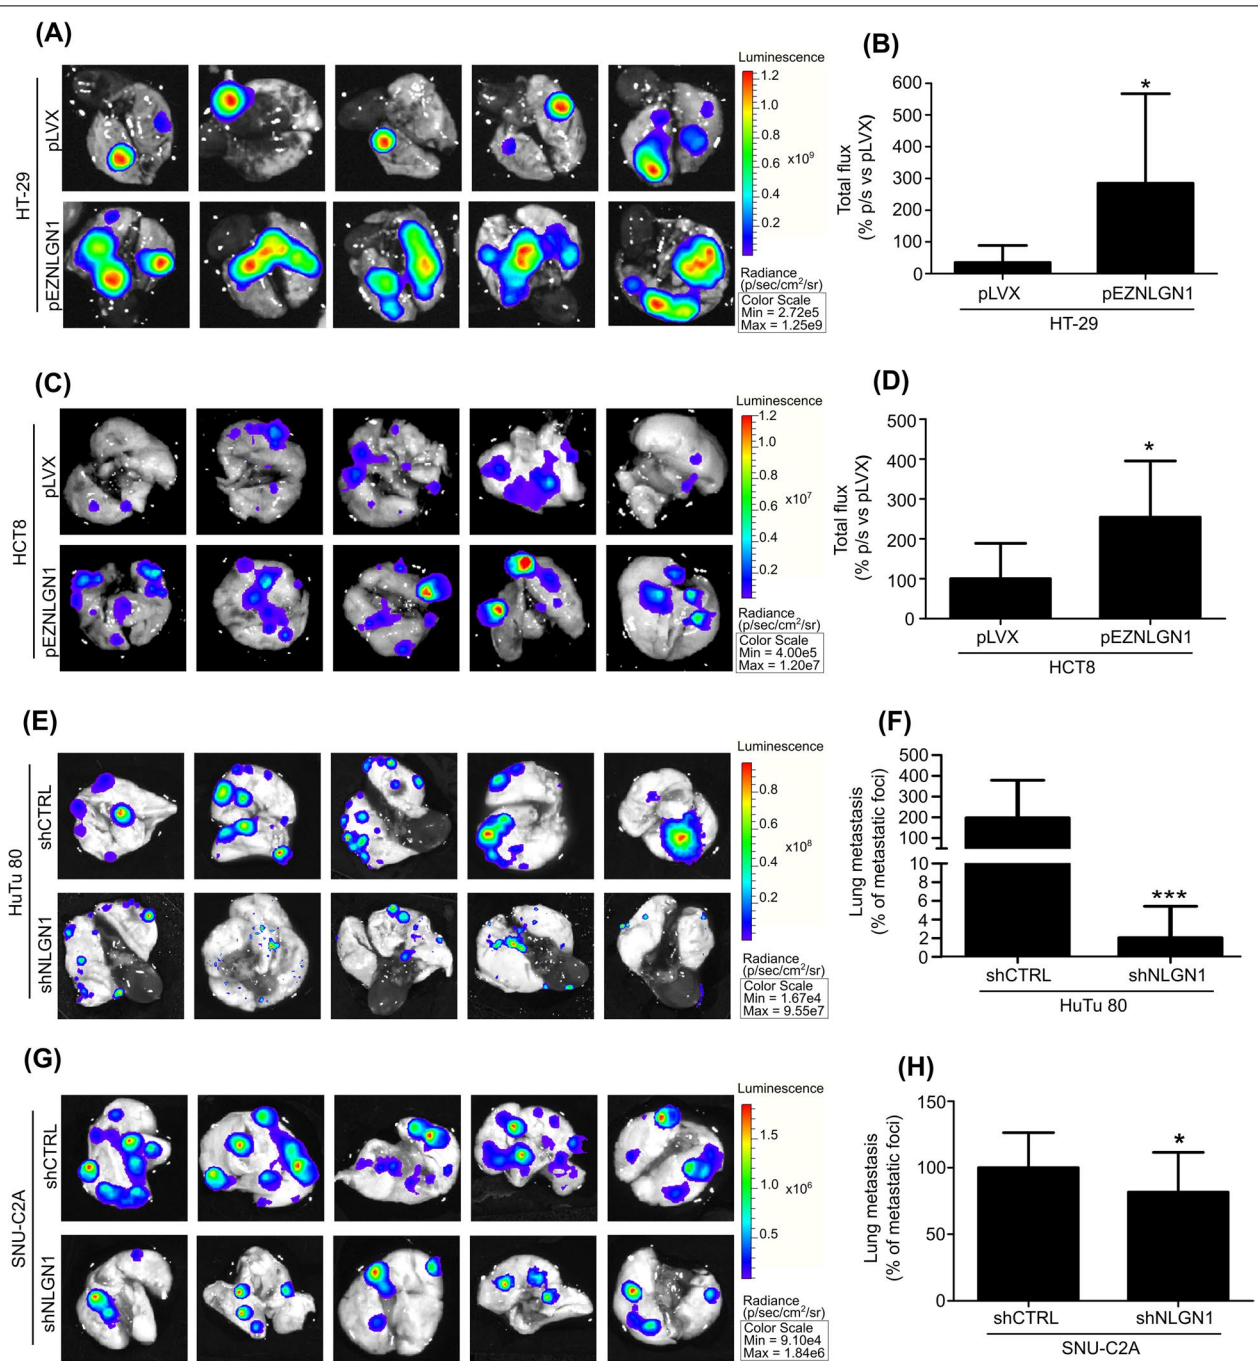 (A)
HT-29
pLVX
pEZNLGN1
Luminescence
1.2
1.0
0.8
0.6
x10⁹
0.4
0.2
Radiance
(p/sec/cm²/sr)
Color Scale
Min = 2.72e5
Max = 1.25e9
(B)
Total flux
(% p/s vs pLVX)
600
500
400
300
200
100
0
*
pLVX
pEZNLGN1
HT-29
(C)
HCT8
pLVX
pEZNLGN1
Luminescence
1.2
1.0
0.8
x10⁷
0.6
0.4
0.2
Radiance
(p/sec/cm²/sr)
Color Scale
Min = 4.00e5
Max = 1.20e7
(D)
Total flux
(% p/s vs pLVX)
500
400
300
200
100
0
*
pLVX
pEZNLGN1
HCT8
(E)
HuTu 80
shCTRL
shNLGN1
Luminescence
0.8
0.6
x10⁸
0.4
0.2
Radiance
(p/sec/cm²/sr)
Color Scale
Min = 1.67e4
Max = 9.55e7
(F)
Lung metastasis
(% of metastatic foci)
500
400
300
200
100
10
8
6
4
2
0
***
shCTRL
shNLGN1
HuTu 80
(G)
SNU-C2A
shCTRL
shNLGN1
Luminescence
1.5
1.0
x10⁶
0.5
Radiance
(p/sec/cm²/sr)
Color Scale
Min = 9.10e4
Max = 1.84e6
(H)
Lung metastasis
(% of metastatic foci)
150
100
50
0
*
shCTRL
shNLGN1
SNU-C2A